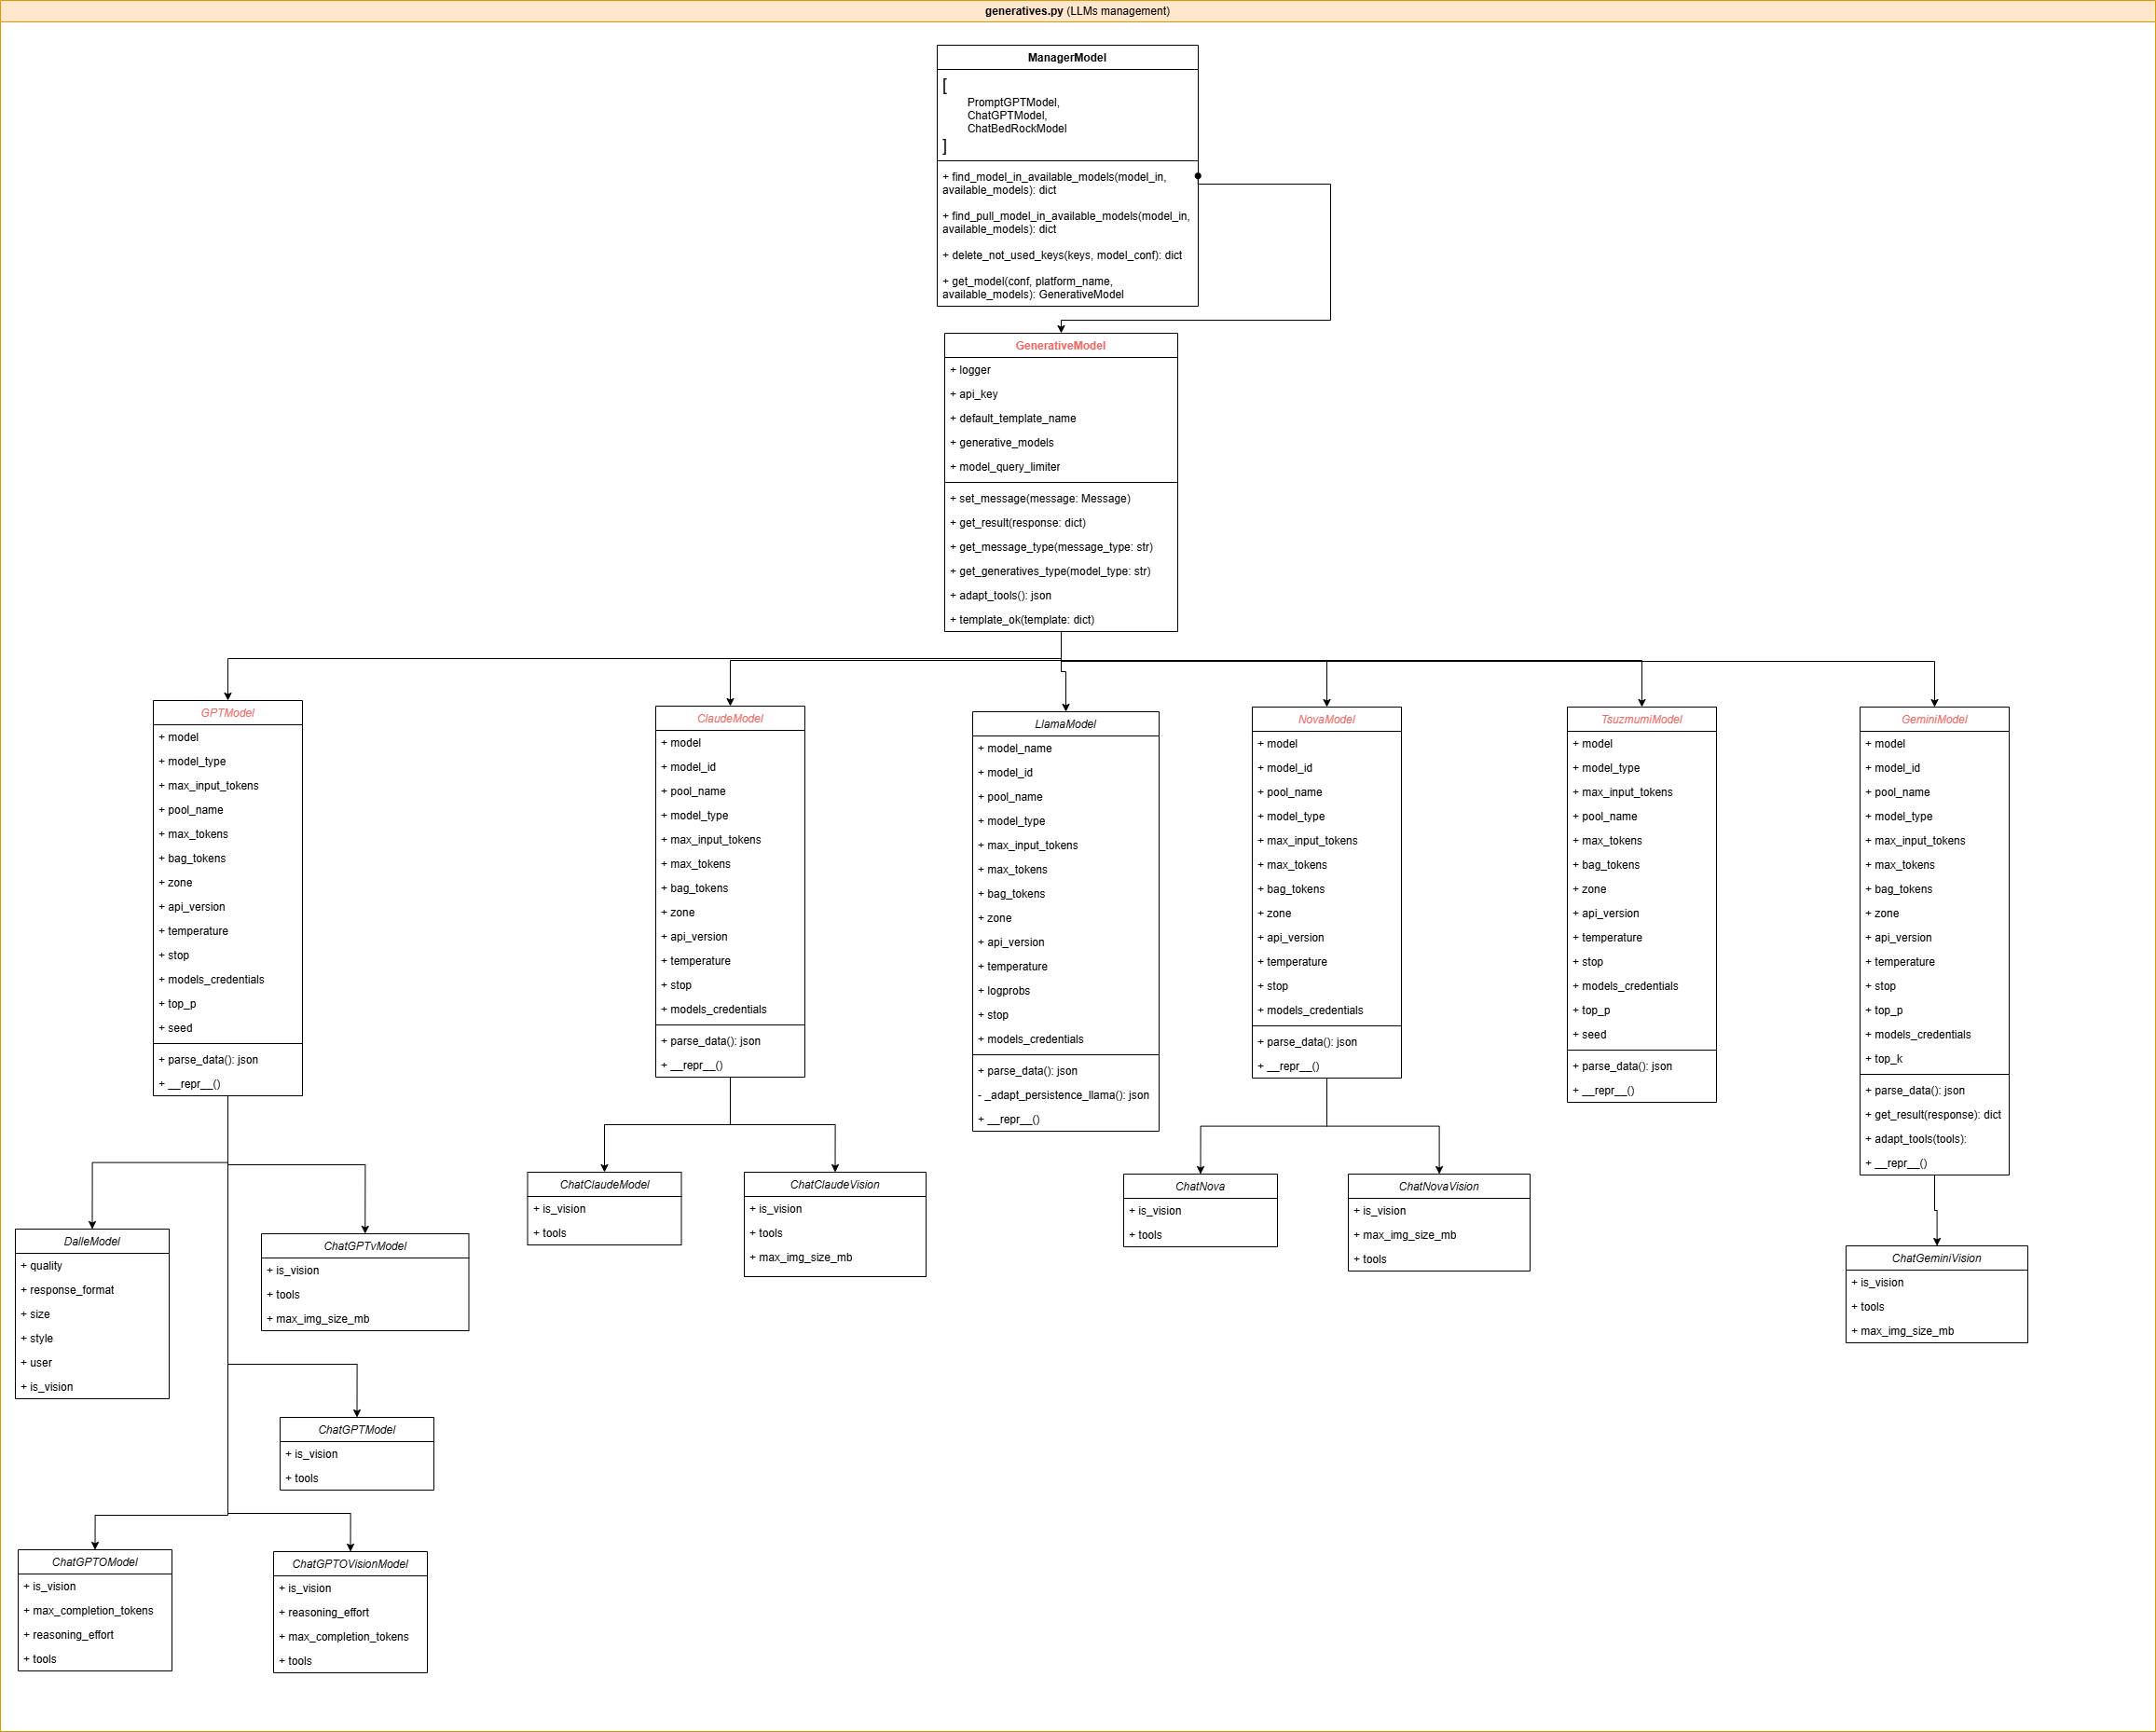 generatives.py (LLMs management)
ManagerModel
[
PromptGPTModel,
ChatGPTModel,
ChatBedRockModel
]
+ find_model_in_available_models(model_in,
available_models): dict
+ find_pull_model_in_available_models(model_in,
available_models): dict
+ delete_not_used_keys(keys, model_conf): dict
+ get_model(conf, platform_name,
available_models): GenerativeModel
GenerativeModel
+ logger
+ api_key
+ default_template_name
+ generative_models
+ model_query_limiter
+ set_message(message: Message)
+ get_result(response: dict)
+ get_message_type(message_type: str)
+ get_generatives_type(model_type: str)
+ adapt_tools(): json
+ template_ok(template: dict)
GPTModel
+ model
+ model_type
+ max_input_tokens
+ pool_name
+ max_tokens
+ bag_tokens
+ zone
+ api_version
+ temperature
+ stop
+ models_credentials
+ top_p
+ seed
+ parse_data(): json
+ __repr__()
ClaudeModel
+ model
+ model_id
+ pool_name
+ model_type
+ max_input_tokens
+ max_tokens
+ bag_tokens
+ zone
+ api_version
+ temperature
+ stop
+ models_credentials
+ parse_data(): json
+ __repr__()
LlamaModel
+ model_name
+ model_id
+ pool_name
+ model_type
+ max_input_tokens
+ max_tokens
+ bag_tokens
+ zone
+ api_version
+ temperature
+ logprobs
+ stop
+ models_credentials
+ parse_data(): json
- _adapt_persistence_llama(): json
+ __repr__()
NovaModel
+ model
+ model_id
+ pool_name
+ model_type
+ max_input_tokens
+ max_tokens
+ bag_tokens
+ zone
+ api_version
+ temperature
+ stop
+ models_credentials
+ parse_data(): json
+ __repr__()
TsuzmumiModel
+ model
+ model_type
+ max_input_tokens
+ pool_name
+ max_tokens
+ bag_tokens
+ zone
+ api_version
+ temperature
+ stop
+ models_credentials
+ top_p
+ seed
+ parse_data(): json
+ __repr__()
GeminiModel
+ model
+ model_id
+ pool_name
+ model_type
+ max_input_tokens
+ max_tokens
+ bag_tokens
+ zone
+ api_version
+ temperature
+ stop
+ top_p
+ models_credentials
+ top_k
+ parse_data(): json
+ get_result(response): dict
+ adapt_tools(tools):
+ __repr__()
ChatClaudeModel
+ is_vision
+ tools
ChatClaudeVision
+ is_vision
+ tools
+ max_img_size_mb
ChatNova
+ is_vision
+ tools
ChatNovaVision
+ is_vision
+ max_img_size_mb
+ tools
ChatGeminiVision
+ is_vision
+ tools
+ max_img_size_mb
DalleModel
+ quality
+ response_format
+ size
+ style
+ user
+ is_vision
ChatGPTvModel
+ is_vision
+ tools
+ max_img_size_mb
ChatGPTModel
+ is_vision
+ tools
ChatGPTOModel
+ is_vision
+ max_completion_tokens
+ reasoning_effort
+ tools
ChatGPTOVisionModel
+ is_vision
+ reasoning_effort
+ max_completion_tokens
+ tools